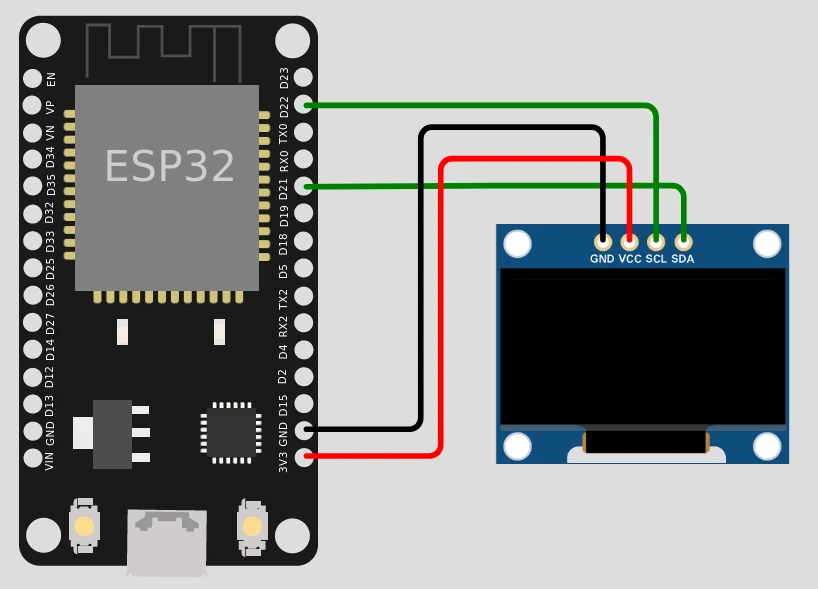 ESP32
EN
VP
VN
D34
D35
D32
D33
D25
D26
D27
D14
D12
D13
GND
VIN
D23
D22
TX0
RX0
D21
D19
D18
D5
TX2
RX2
D4
D2
D15
GND
3V3
GND VCC SCL SDA